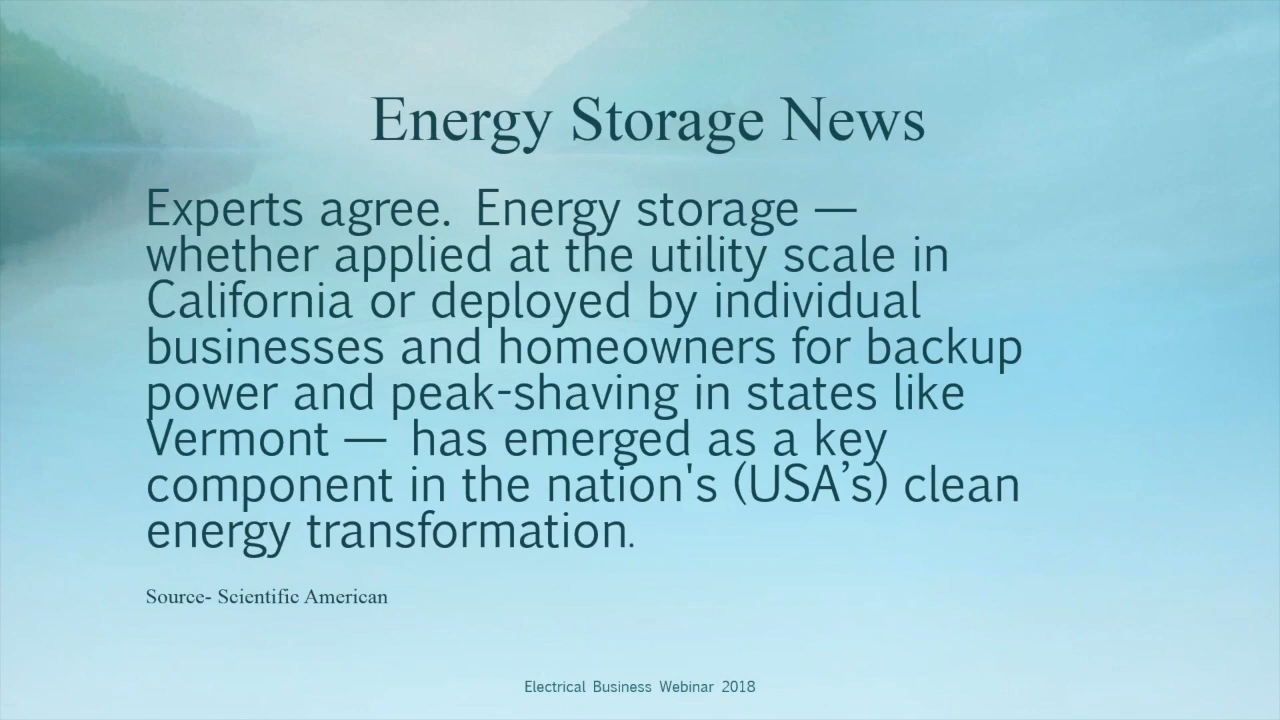 Energy Storage News
Experts agree. Energy storage —
whether applied at the utility scale in
California or deployed by individual
businesses and homeowners for backup
power and peak-shaving in states like
Vermont — has emerged as a key
component in the nation's (USA’s) clean
energy transformation.
Source- Scientific American
Electrical Business Webinar 2018